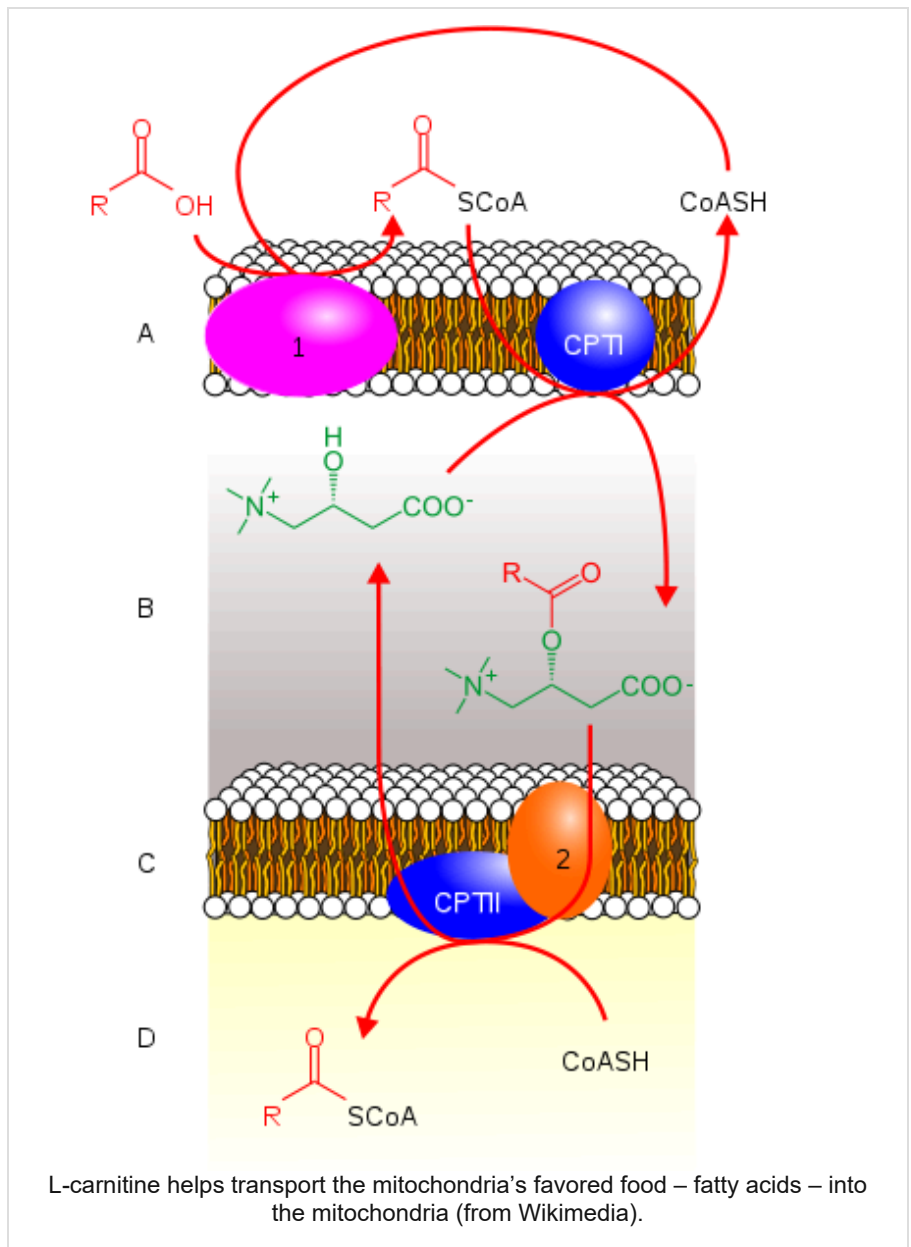 O
O
R
OH
R
SCoA
CoASH
A
1
CPTI
H
O
N+
COO-
R
O
B
O
N+
COO-
C
2
CPTII
D
O
CoASH
R
SCoA
L-carnitine helps transport the mitochondria’s favored food – fatty acids – into
the mitochondria (from Wikimedia).